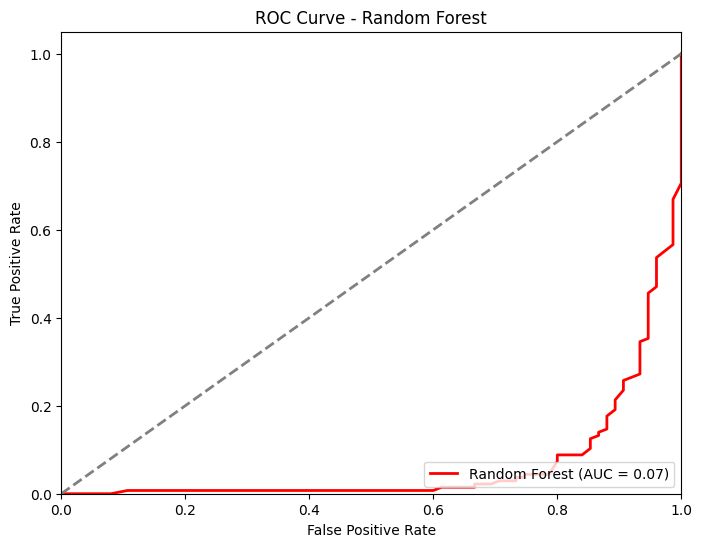 ROC Curve - Random Forest
True Positive Rate
1.0
0.8
0.6
0.4
0.2
0.0
Random Forest (AUC = 0.07)
0.0 0.2 0.4 0.6 0.8 1.0
False Positive Rate